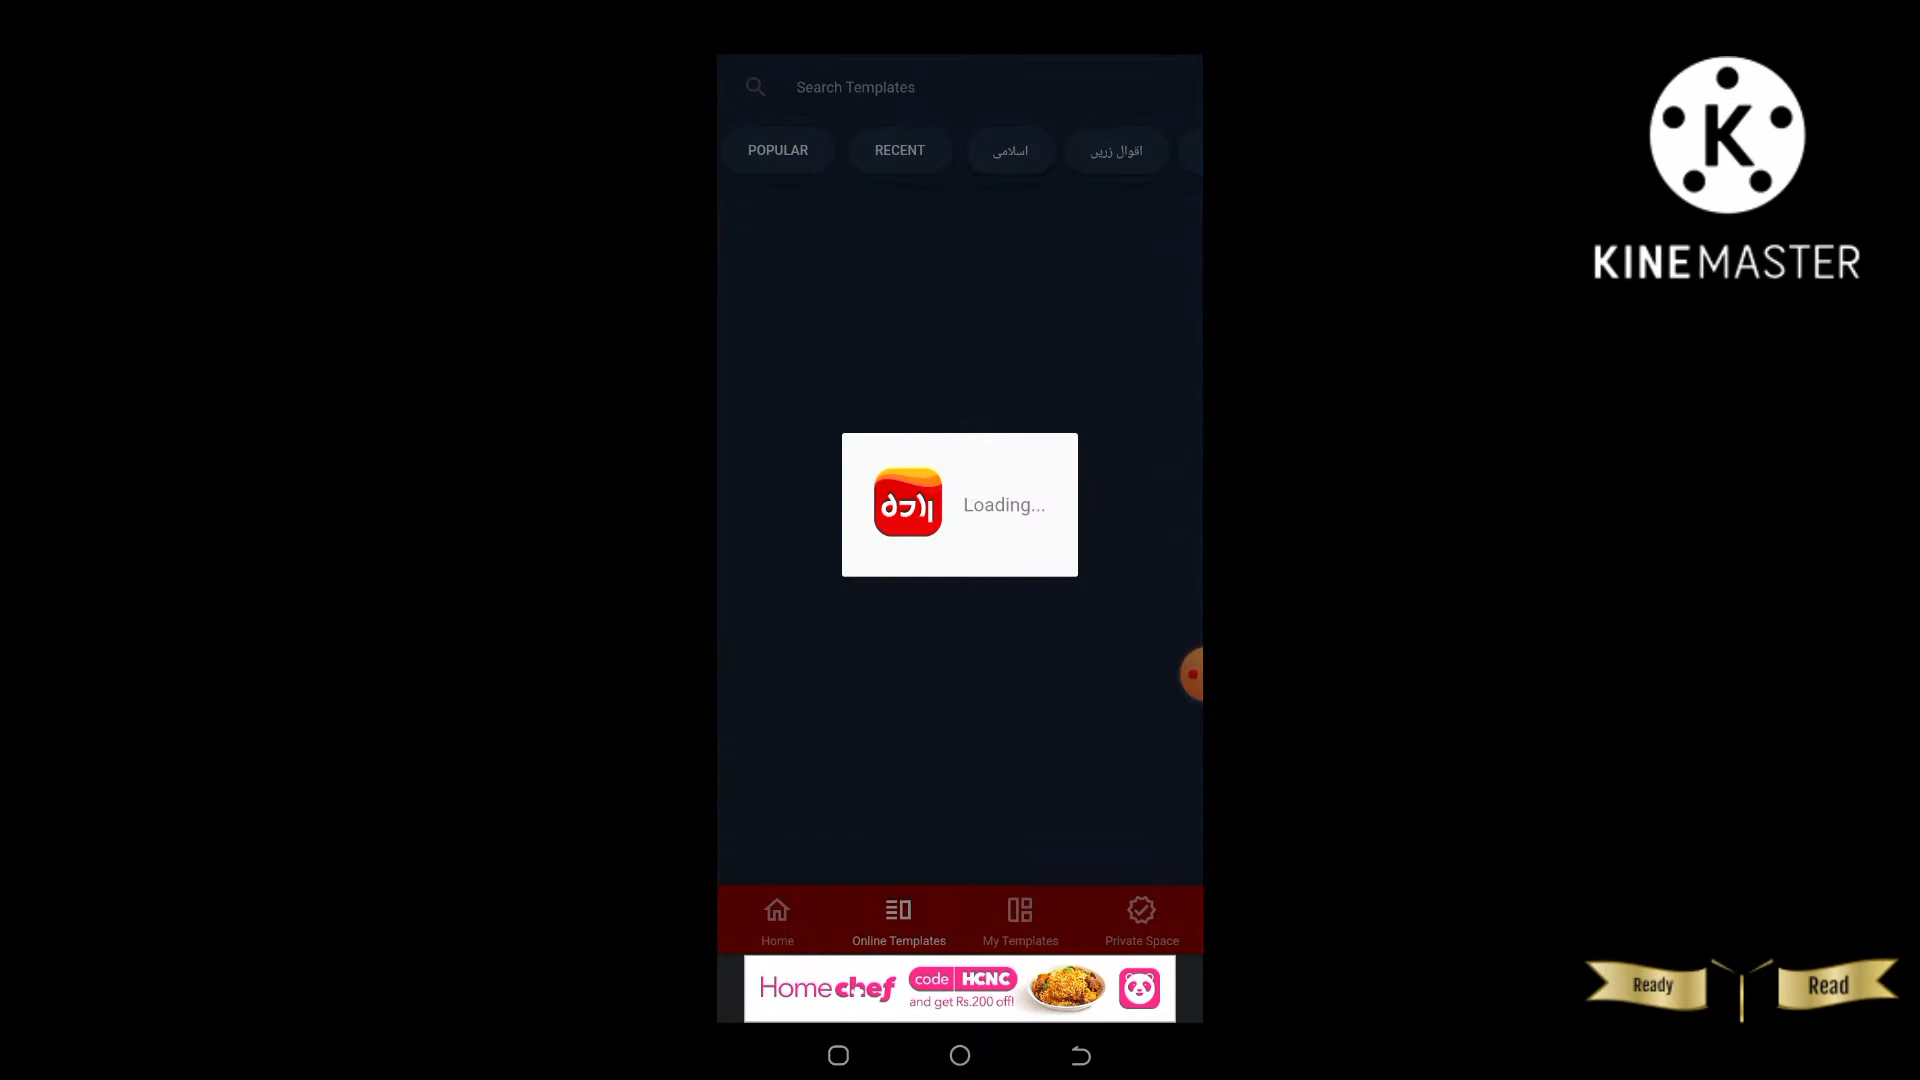 Search Templates
POPULAR
RECENT
اسلامی
اقوال زریں
Loading...
Home
Online Templates
My Templates
Private Space
Homechef
code HCNC
and get Rs.200 off!
K
KINEMASTER
Ready
Read